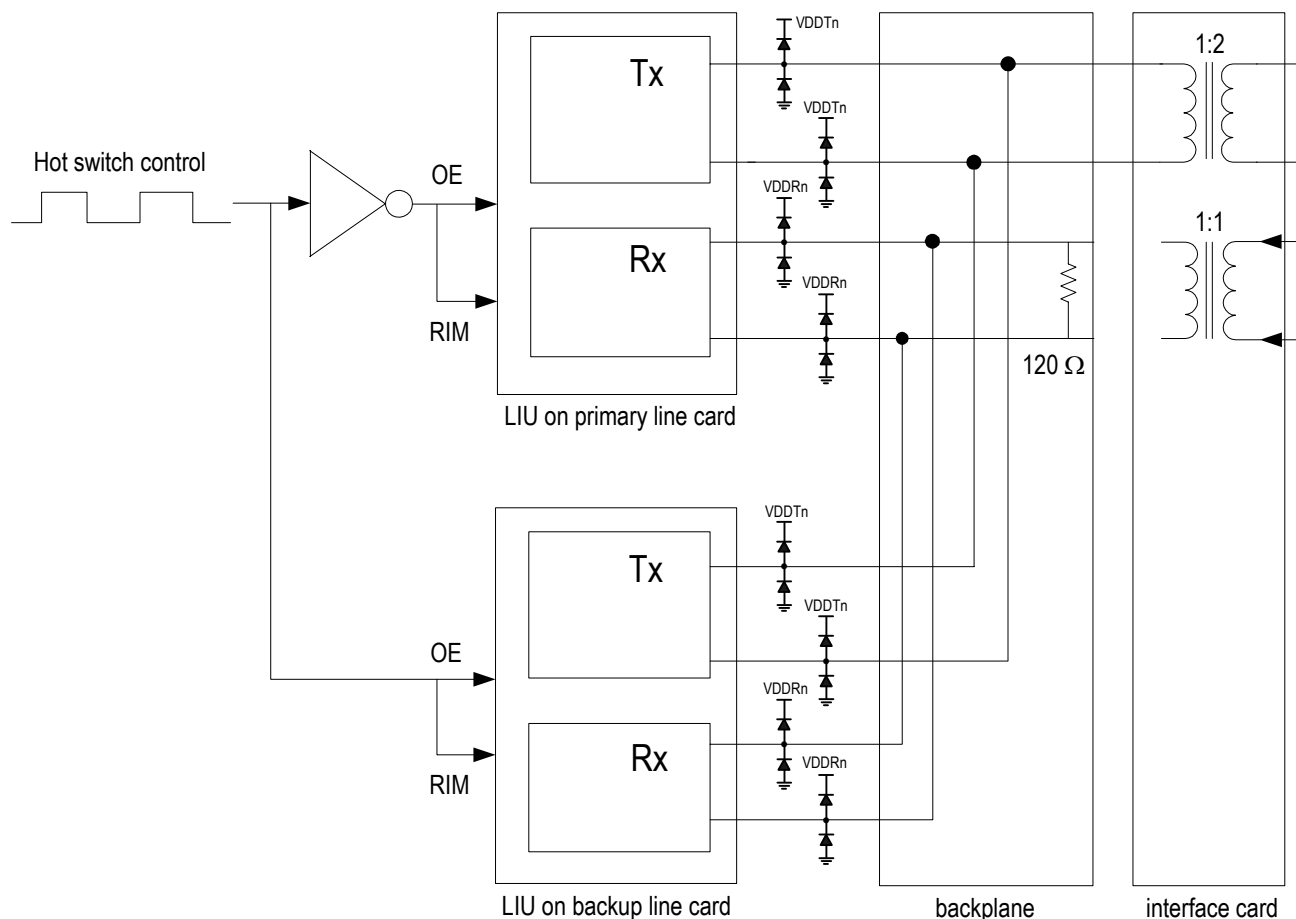 VDDTn
1:2
Tx
VDDTn
Hot switch control
OE
VDDRn
1:1
Rx
VDDRn
RIM
120 Ω
LIU on primary line card
VDDTn
Tx
VDDTn
OE
VDDRn
Rx
VDDRn
RIM
LIU on backup line card
backplane
interface card